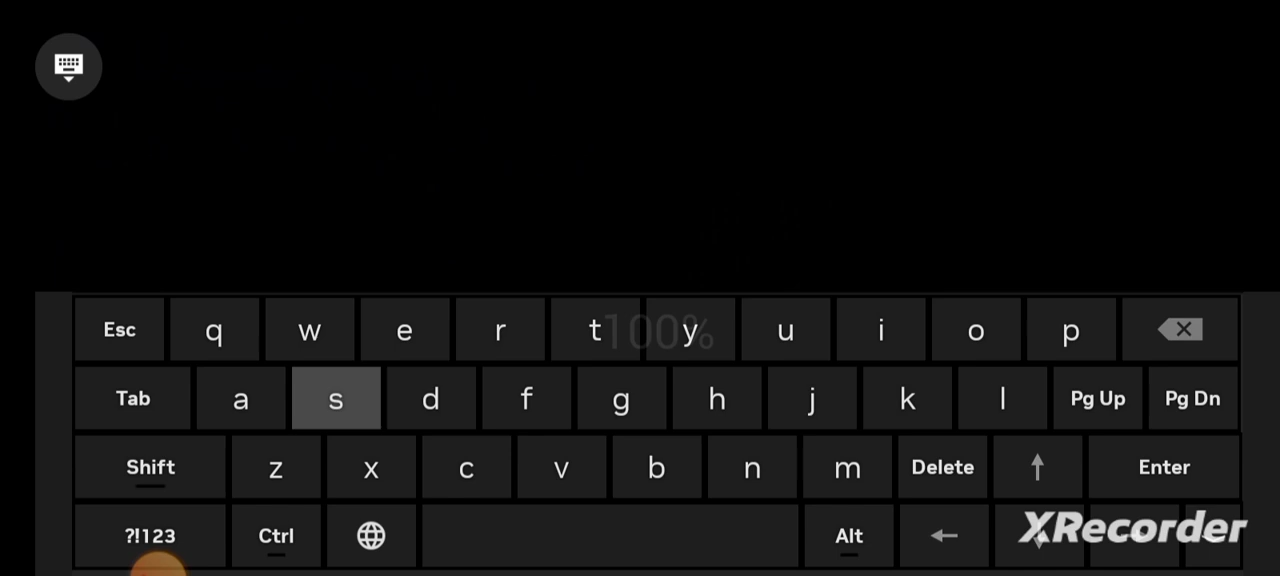 Esc q w e r t y u i o p
100%
Tab a s d f g h j k l Pg Up Pg Dn
Shift z x c v b n m Delete Enter
?!123 Ctrl Alt
XRecorder